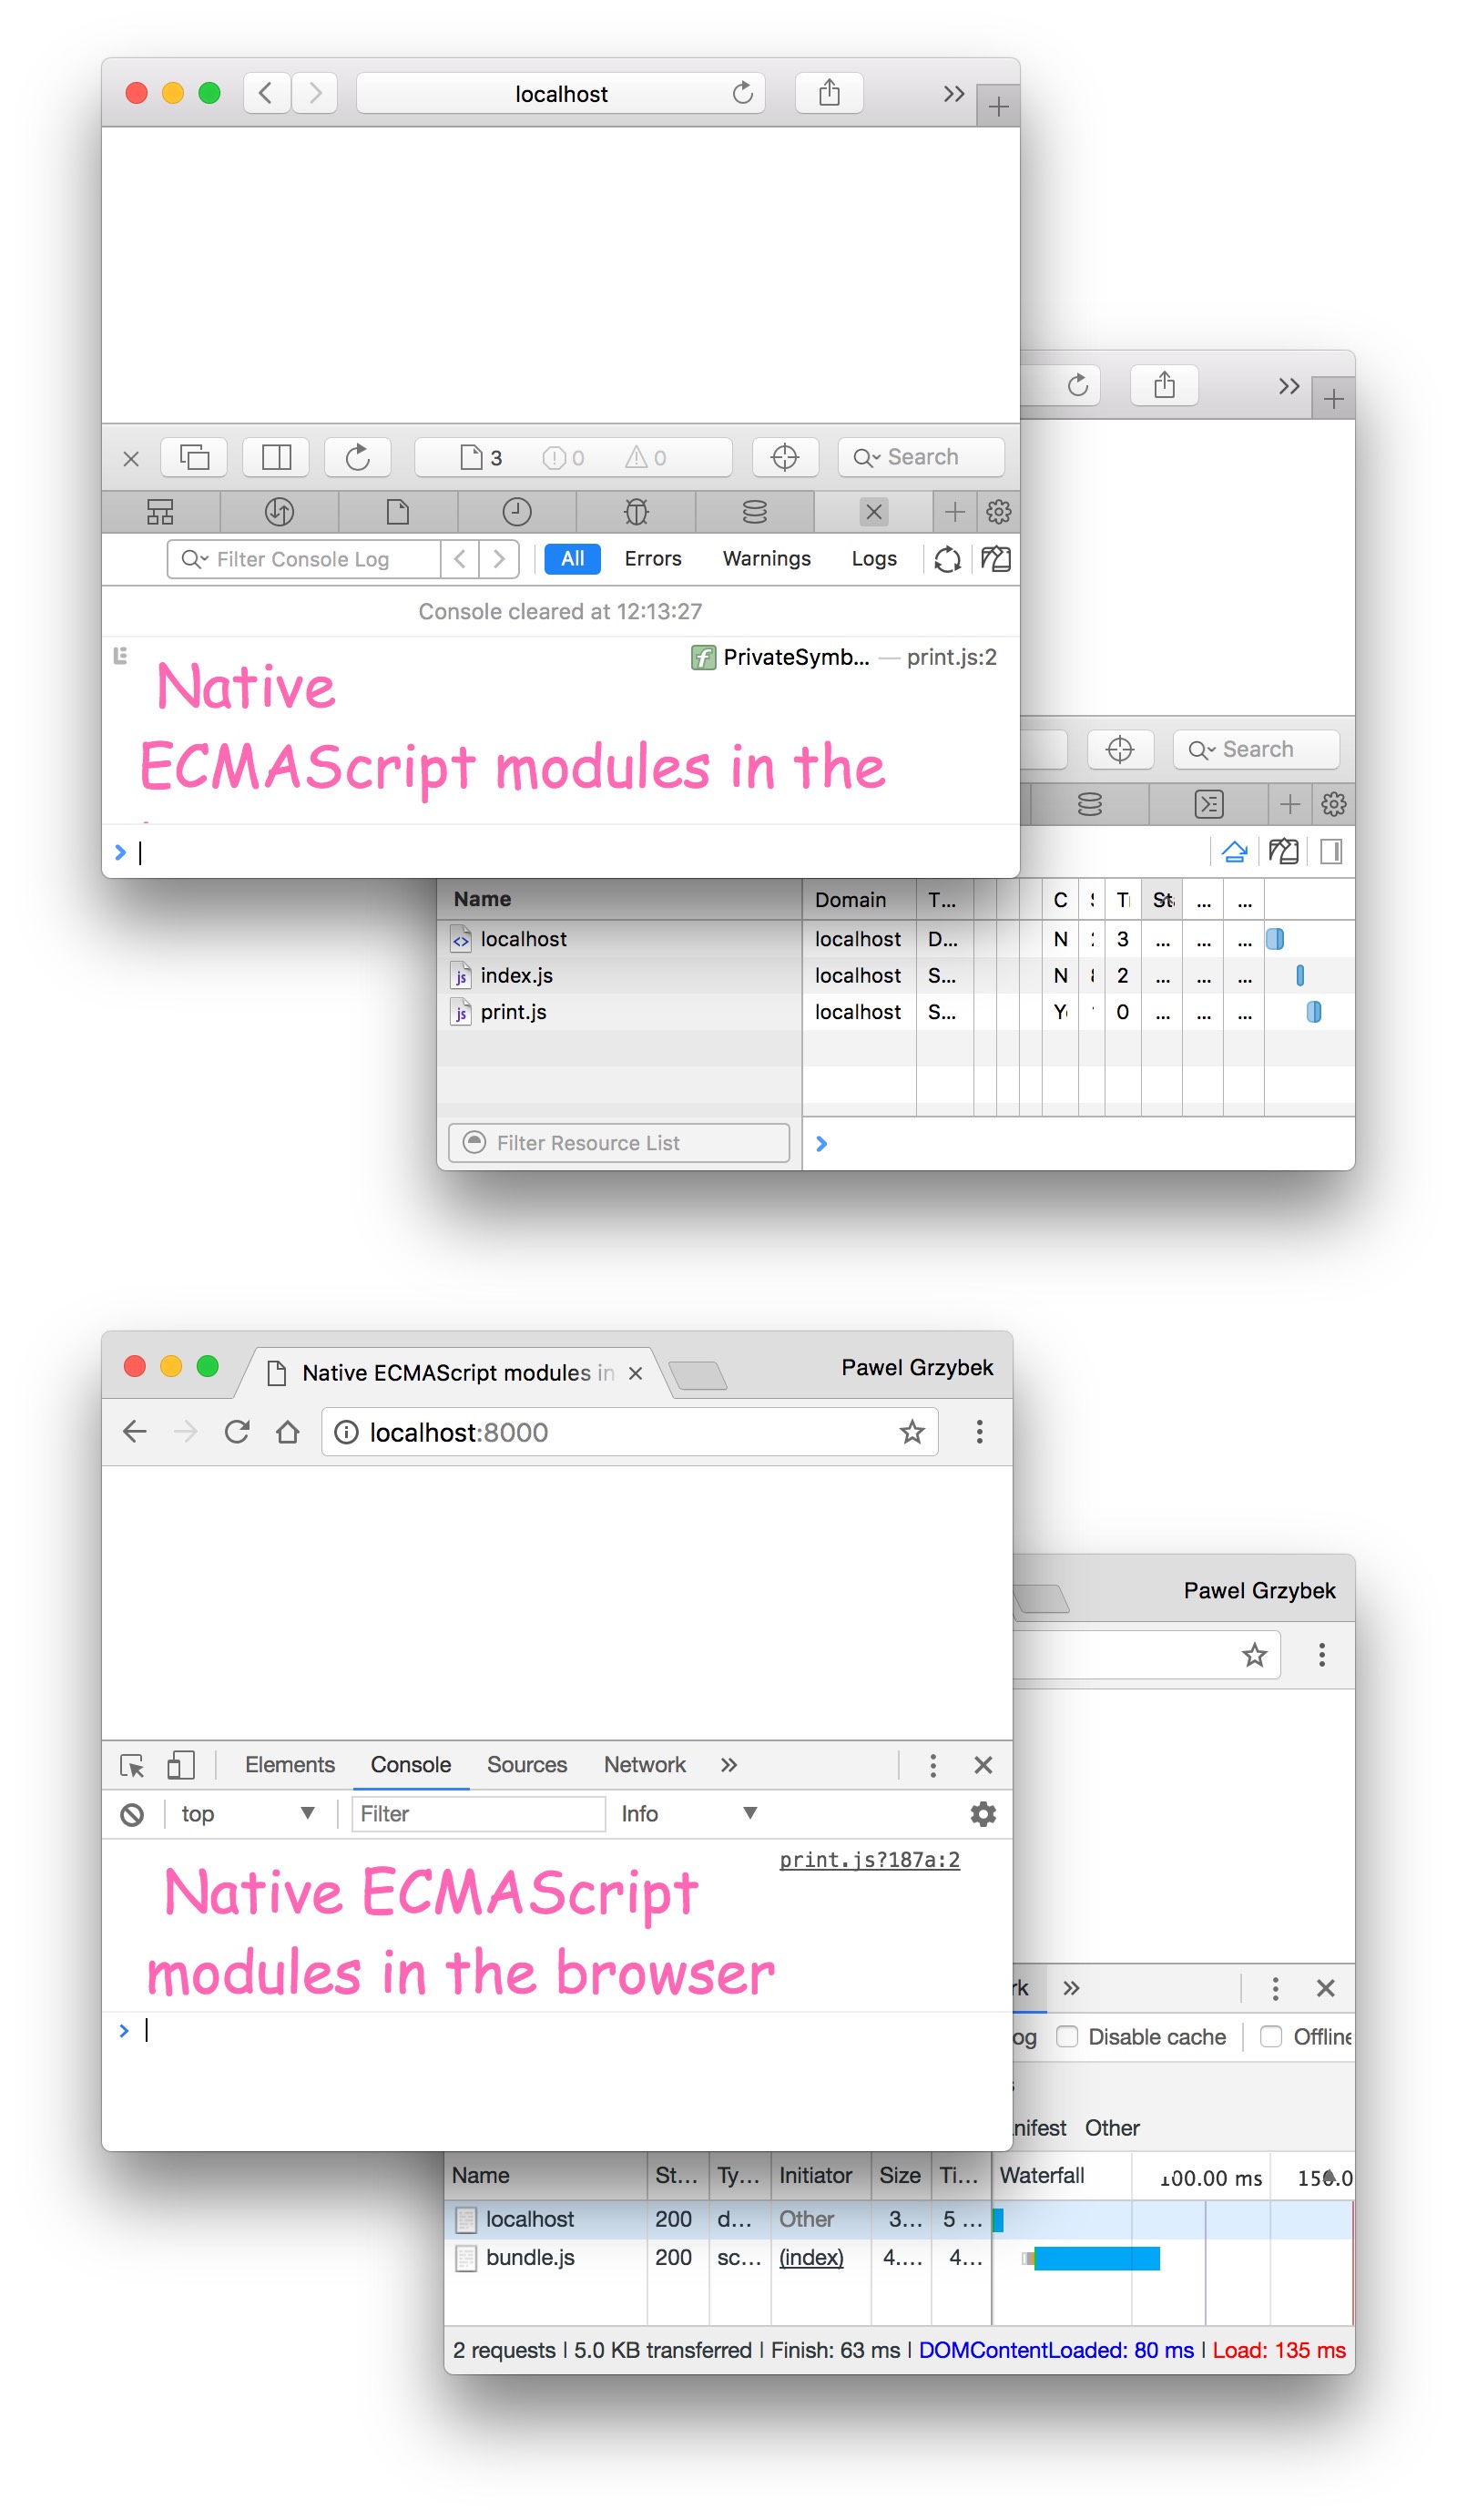 localhost
3 0 0 Search
Filter Console Log All Errors Warnings Logs
Console cleared at 12:13:27
PrivateSymb... — print.js:2
Native
ECMAScript modules in the
Search
Name Domain T... C T St ... ...
localhost localhost D... N 3 ... ... ...
index.js localhost S... N 2 ... ... ...
print.js localhost S... Y 0 ... ... ...
Filter Resource List
Native ECMAScript modules in Pawel Grzybek
localhost:8000
Pawel Grzybek
Elements Console Sources Network
top Filter Info
print.js?187a:2
Native ECMAScript
modules in the browser
rk
og Disable cache Offline
nifest Other
Name St... Ty... Initiator Size Ti... Waterfall 100.00 ms 150.0
localhost 200 d... Other 3... 5 ...
bundle.js 200 sc... (index) 4.... 4...
2 requests | 5.0 KB transferred | Finish: 63 ms | DOMContentLoaded: 80 ms | Load: 135 ms